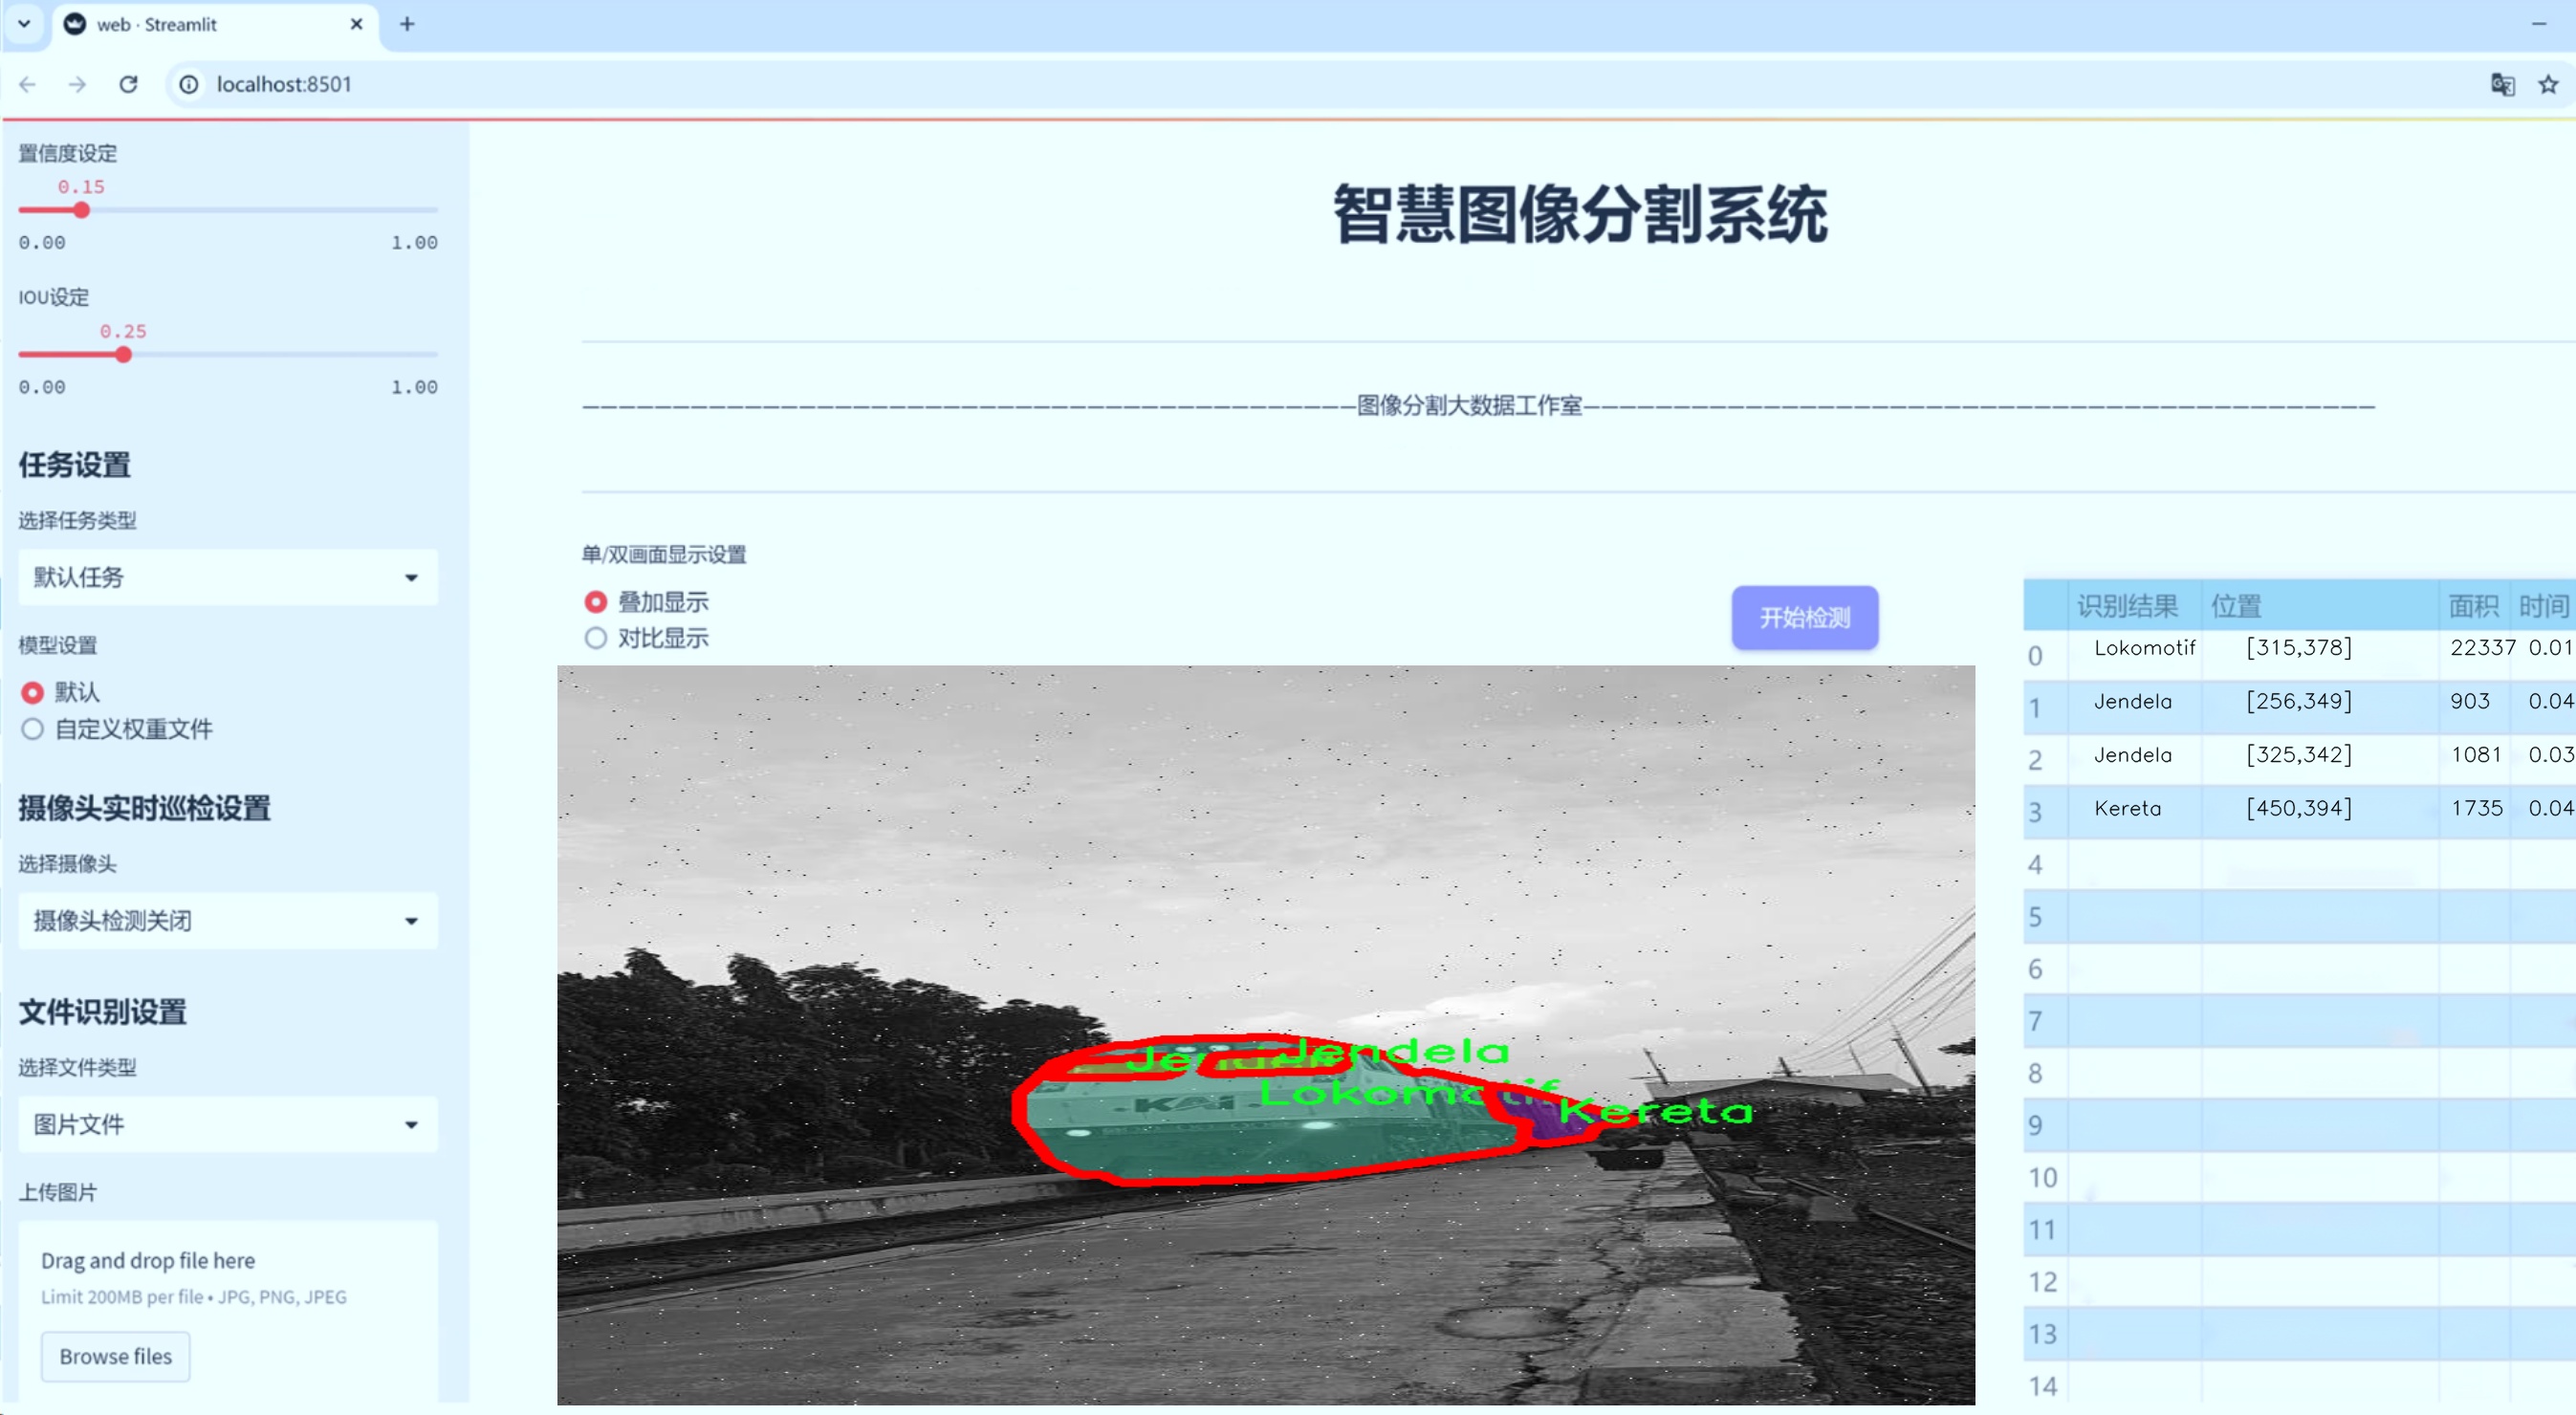 web · Streamlit
localhost:8501
置信度设定
0.15
0.00 1.00
IOU设定
0.25
0.00 1.00
任务设置
选择任务类型
默认任务
模型设置
默认
自定义权重文件
摄像头实时巡检设置
选择摄像头
摄像头检测关闭
文件识别设置
选择文件类型
图片文件
上传图片
Drag and drop file here
Limit 200MB per file • JPG, PNG, JPEG
Browse files
智慧图像分割系统
图像分割大数据工作室
单/双画面显示设置
叠加显示
对比显示
开始检测
Jendela
Jendela
Lokomotif
Kereta
KAI
识别结果 位置 面积 时间
0 Lokomotif [315,378] 22337 0.01
1 Jendela [256,349] 903 0.04
2 Jendela [325,342] 1081 0.03
3 Kereta [450,394] 1735 0.04
4
5
6
7
8
9
10
11
12
13
14